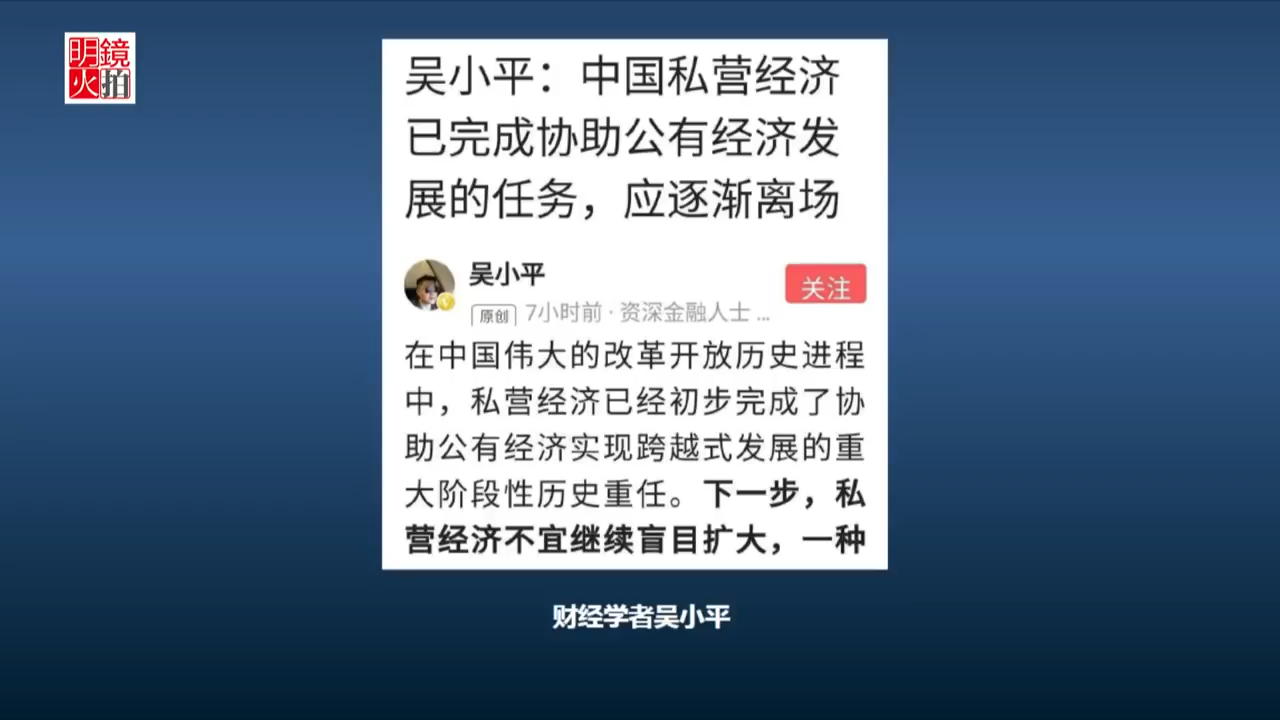 明鏡
火拍
吴小平：中国私营经济
已完成协助公有经济发
展的任务，应逐渐离场
吴小平
关注
原创 7小时前·资深金融人士 ...
在中国伟大的改革开放历史进程
中，私营经济已经初步完成了协
助公有经济实现跨越式发展的重
大阶段性历史重任。下一步，私
营经济不宜继续盲目扩大，一种
财经学者吴小平